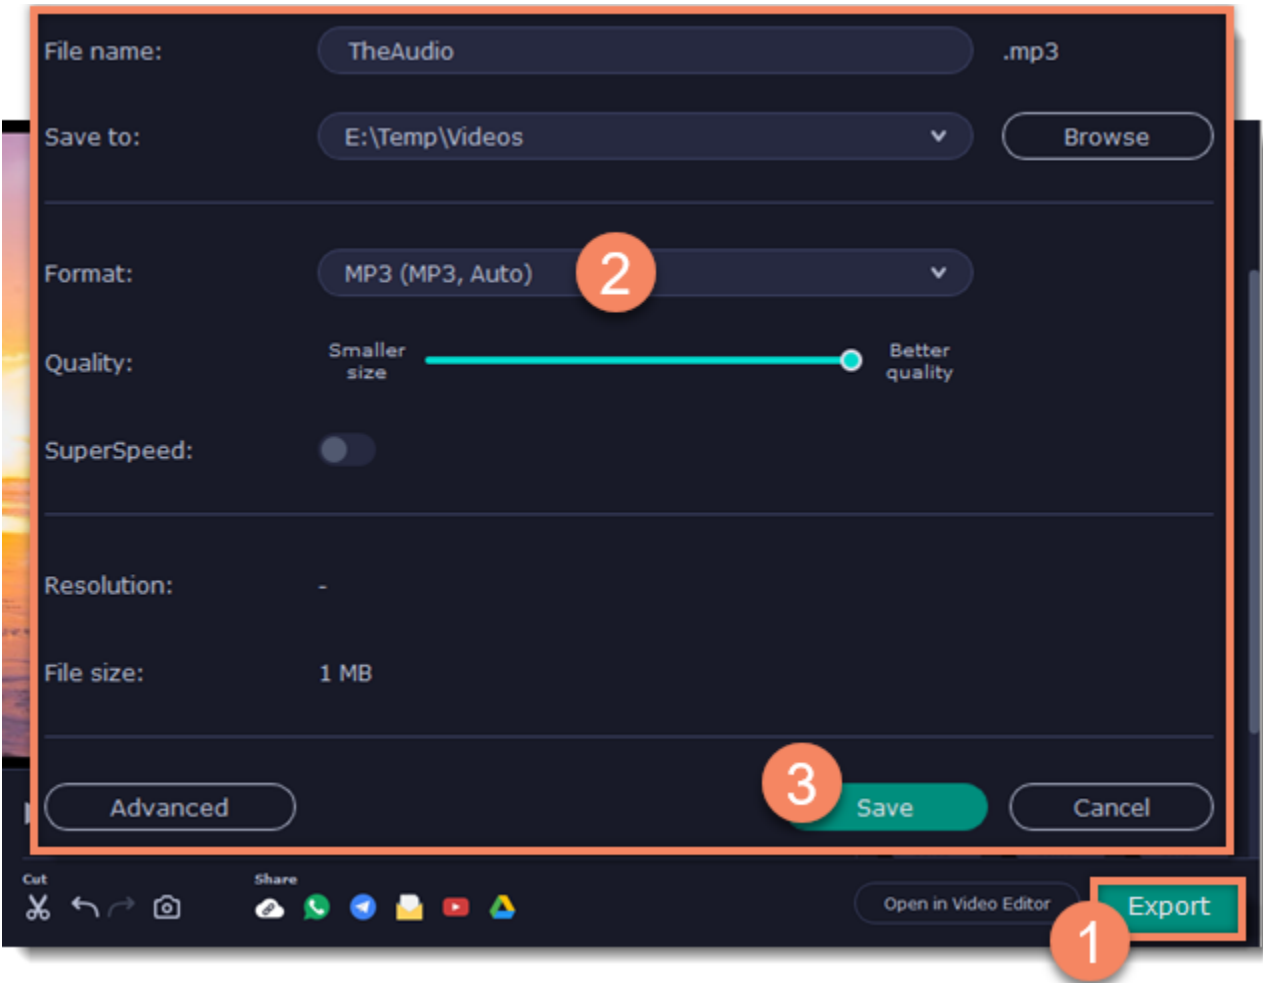 File name: TheAudio .mp3
Save to: E:\Temp\Videos Browse
Format: MP3 (MP3, Auto) 2
Quality: Smaller size Better quality
SuperSpeed:
Resolution: -
File size: 1 MB
Advanced 3 Save Cancel
Cut Share
Open in Video Editor 1 Export